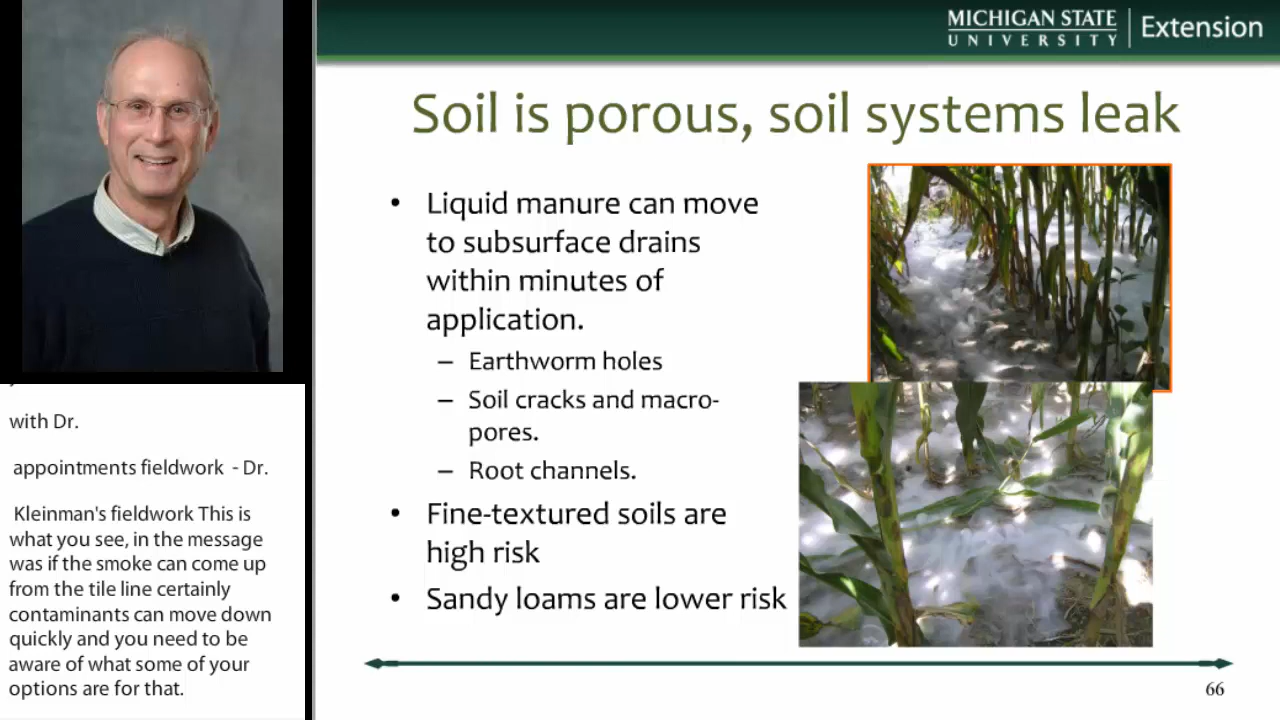 MICHIGAN STATE
UNIVERSITY
Extension
Soil is porous, soil systems leak
• Liquid manure can move
to subsurface drains
within minutes of
application.
– Earthworm holes
– Soil cracks and macro-
pores.
– Root channels.
• Fine-textured soils are
high risk
• Sandy loams are lower risk
66
with Dr.
appointments fieldwork - Dr.
Kleinman's fieldwork This is
what you see, in the message
was if the smoke can come up
from the tile line certainly
contaminants can move down
quickly and you need to be
aware of what some of your
options are for that.